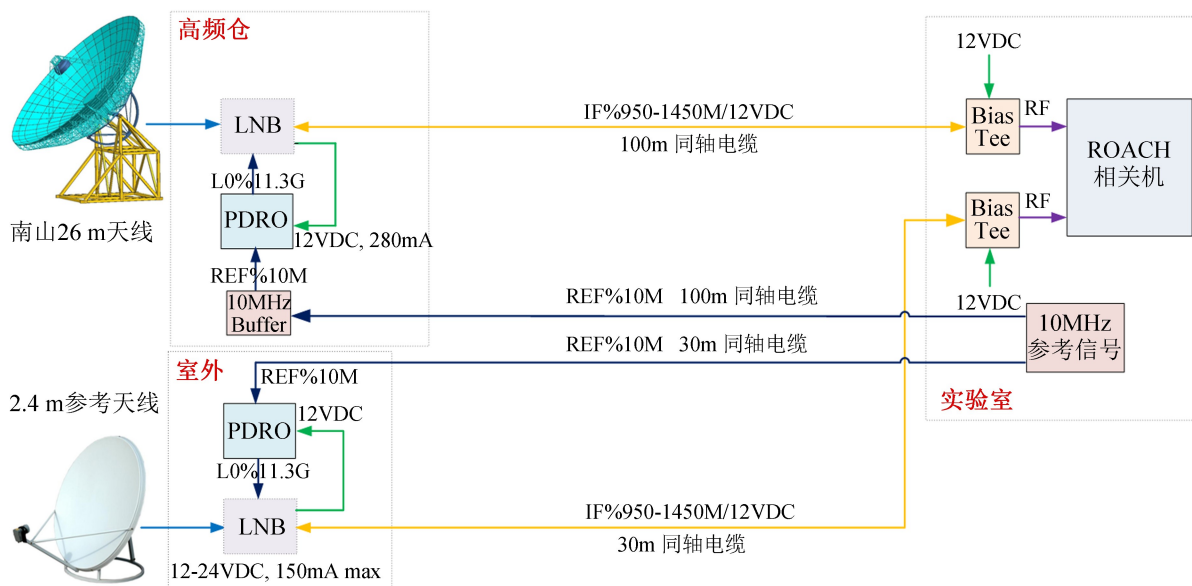 高频仓
12VDC
IF%950-1450M/12VDC
RF
LNB
Bias
Tee
100m 同轴电缆
ROACH
相关机
L0%11.3G
南山26 m天线
PDRO
12VDC, 280mA
Bias
Tee
RF
REF%10M
10MHz
Buffer
REF%10M 100m 同轴电缆
12VDC
REF%10M 30m 同轴电缆
10MHz
参考信号
室外
REF%10M
实验室
2.4 m参考天线
12VDC
PDRO
L0%11.3G
LNB
IF%950-1450M/12VDC
30m 同轴电缆
12-24VDC, 150mA max